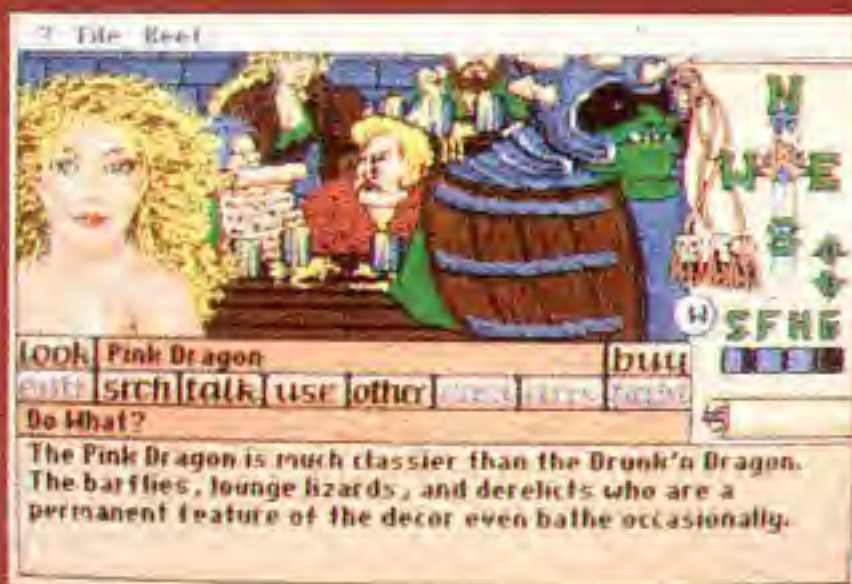 ? File Reef
N
W E
S
W
SFMG
Look Pink Dragon buy
srch talk use other
Do What?
The Pink Dragon is much classier than the Drunk'n Dragon.
The barflies, lounge lizards, and derelicts who are a
permanent feature of the decor even bathe occasionally.